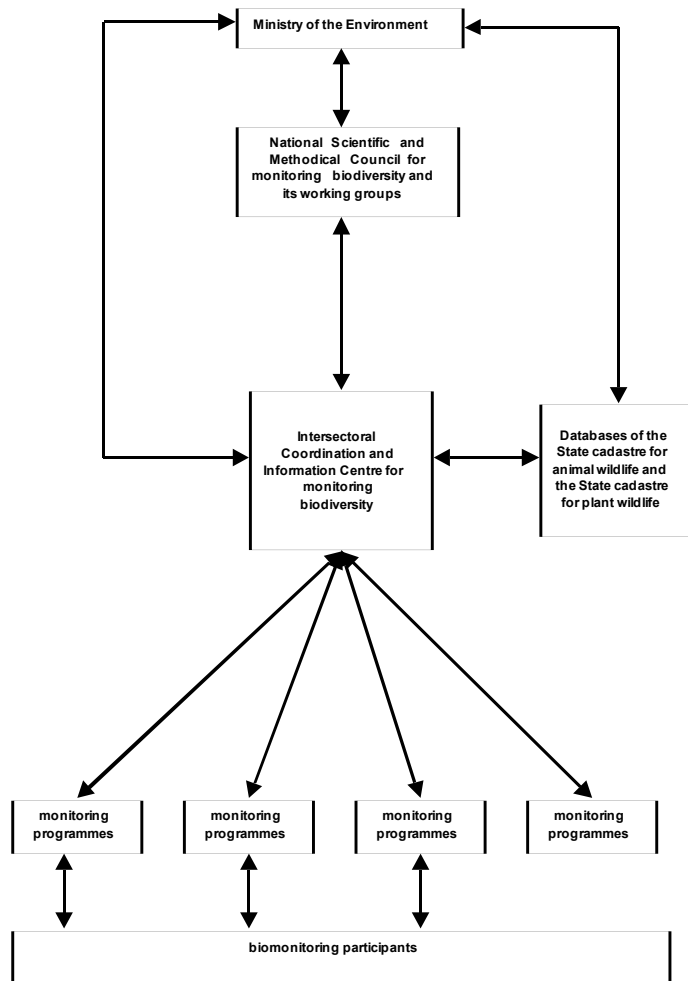 Ministry of the Environment
National Scientific and
Methodical Council for
monitoring biodiversity and
its working groups
Intersectoral
Coordination and
Information Centre for
monitoring
biodiversity
Databases of the
State cadastre for
animal wildlife and
the State cadastre
for plant wildlife
monitoring
programmes
monitoring
programmes
monitoring
programmes
monitoring
programmes
biomonitoring participants